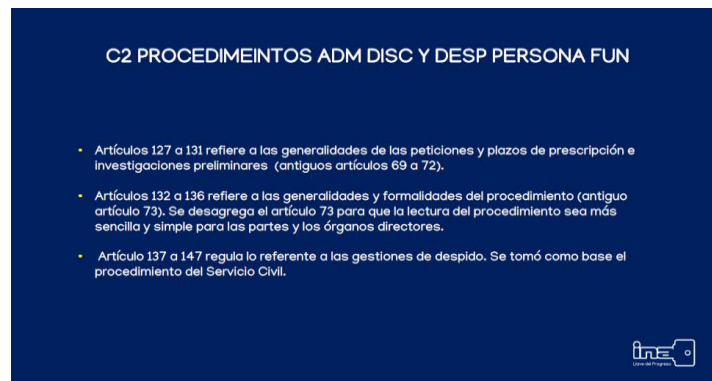 C2 PROCEDIMEINTOS ADM DISC Y DESP PERSONA FUN
• Artículos 127 a 131 refiere a las generalidades de las peticiones y plazos de prescripción e
investigaciones preliminares (antiguos artículos 69 a 72).
• Artículos 132 a 136 refiere a las generalidades y formalidades del procedimiento (antiguo
artículo 73). Se desagrega el artículo 73 para que la lectura del procedimiento sea más
sencilla y simple para las partes y los órganos directores.
• Artículo 137 a 147 regula lo referente a las gestiones de despido. Se tomó como base el
procedimiento del Servicio Civil.
ina
Llave del Progreso